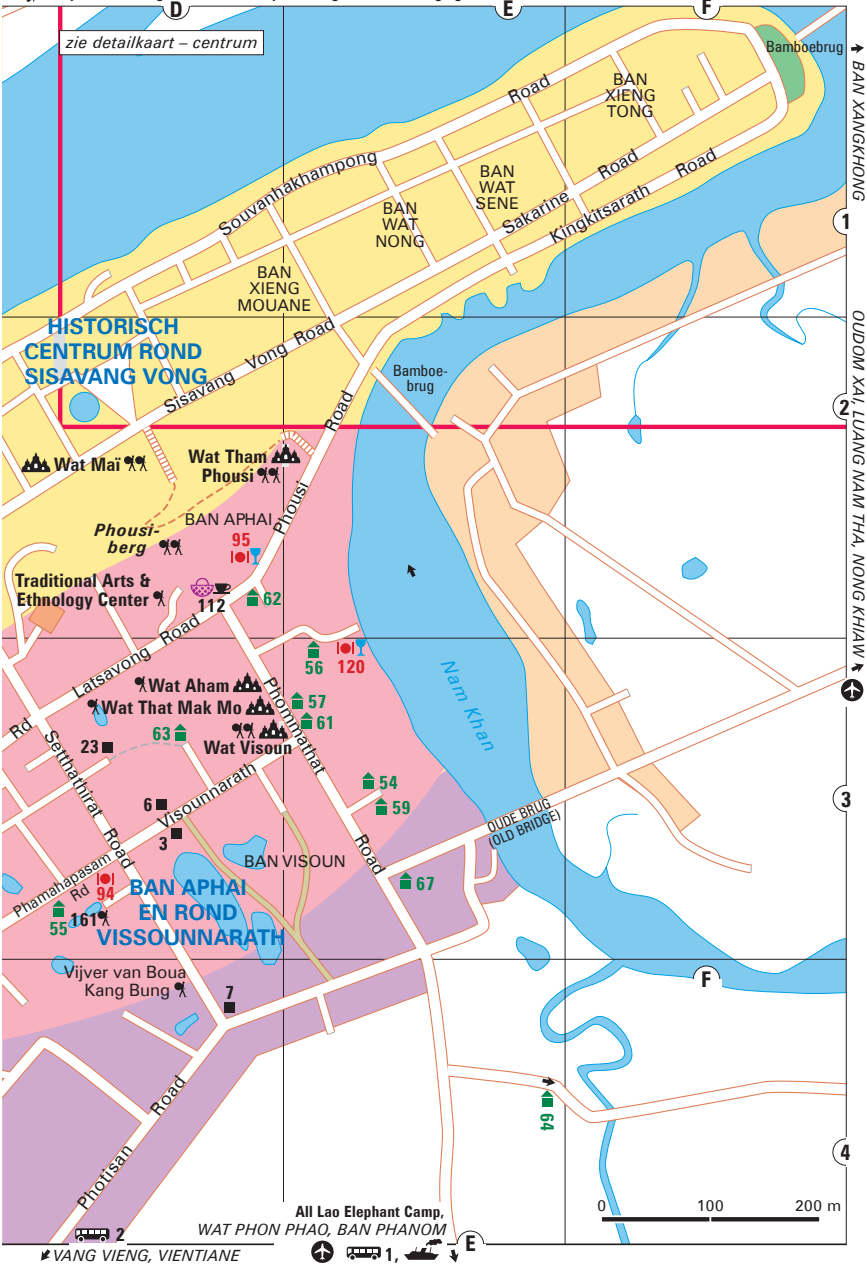 D
E
F
zie detailkaart – centrum
Bamboebrug
BAN XANGKHONG
BAN
XIENG
TONG
Road
Souvanhakhampong
BAN
WAT
SENE
Sakarine Road
Kingkitsarath Road
BAN
WAT
NONG
1
BAN
XIENG
MOUANE
HISTORISCH
CENTRUM ROND
SISAVANG VONG
Sisavang Vong Road
Bamboe-
brug
2
OUDOM XAI, LUANG NAM THA, NONG KHIAW
Wat Maï
Wat Tham
Phousi
Phousi Road
BAN APHAI
Phousi-
berg
95
Traditional Arts &
Ethnology Center
112
62
Latsavong Road
56
120
Nam Khan
Wat Aham
57
Wat That Mak Mo
61
Rd
63
Wat Visoun
23
Phommathat Road
Setthathirat Road
54
6
Visounnarath
59
3
3
OUDE BRUG
(OLD BRIDGE)
BAN VISOUN
Phamahapasam Rd
94
67
BAN APHAI
EN ROND
VISSOUNNARATH
55
161
Vijver van Boua
Kang Bung
7
F
64
Photisan Road
4
0 100 200 m
2
All Lao Elephant Camp,
WAT PHON PHAO, BAN PHANOM
VANG VIENG, VIENTIANE
1,
E